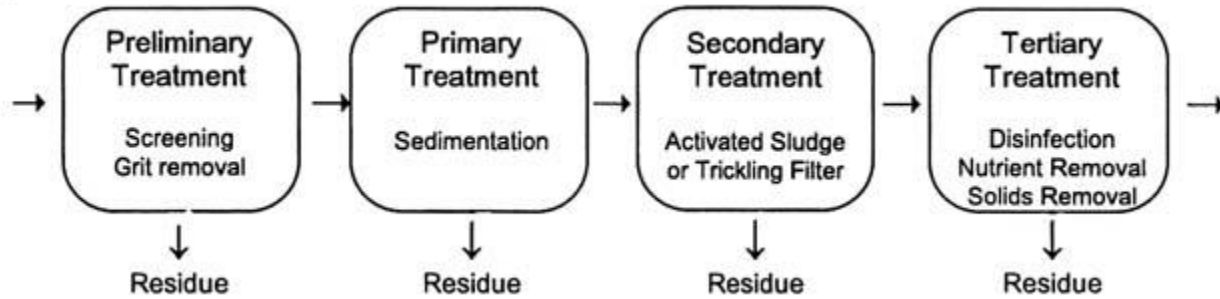 Preliminary
Treatment
Screening
Grit removal
Residue
Primary
Treatment
Sedimentation
Residue
Secondary
Treatment
Activated Sludge
or Trickling Filter
Residue
Tertiary
Treatment
Disinfection
Nutrient Removal
Solids Removal
Residue